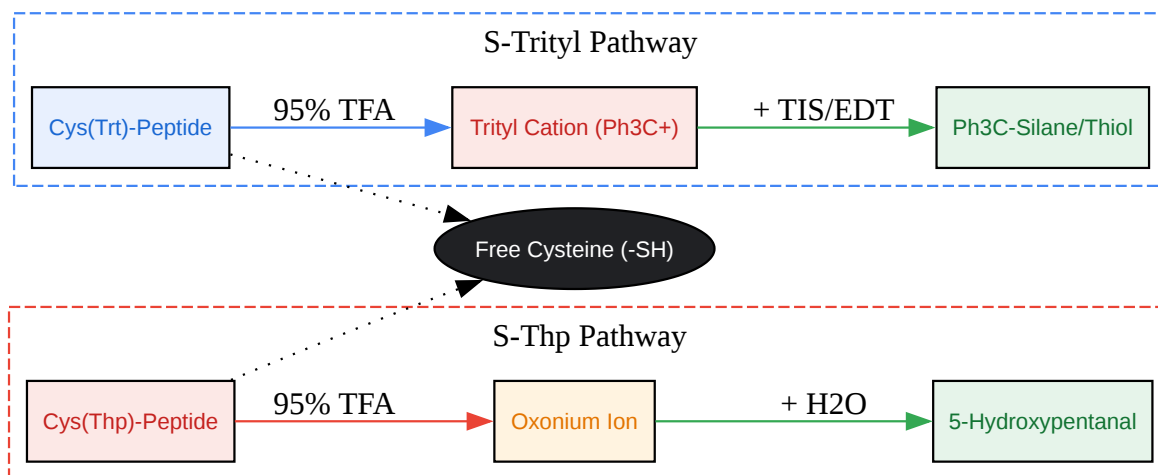 S-Trityl Pathway
Cys(Trt)-Peptide
95% TFA
Trityl Cation (Ph3C+)
+ TIS/EDT
Ph3C-Silane/Thiol
Free Cysteine (-SH)
S-Thp Pathway
Cys(Thp)-Peptide
95% TFA
Oxonium Ion
+ H2O
5-Hydroxypentanal